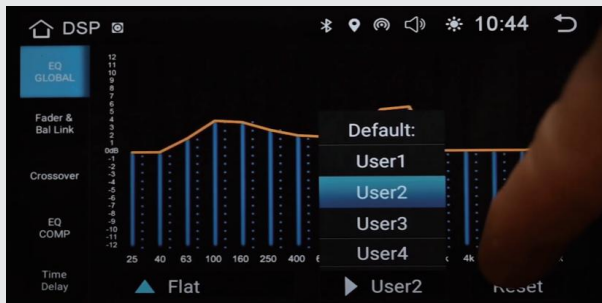 DSP
10:44
EQ
GLOBAL
Fader &
Bal Link
Crossover
EQ
COMP
Time
Delay
12
11
10
9
8
7
6
5
4
3
2
1
0dB
-1
-2
-3
-4
-5
-6
-7
-8
-9
-10
-11
-12
25 40 63 100 160 250 400
4k
Default:
User1
User2
User3
User4
Flat
User2
Reset